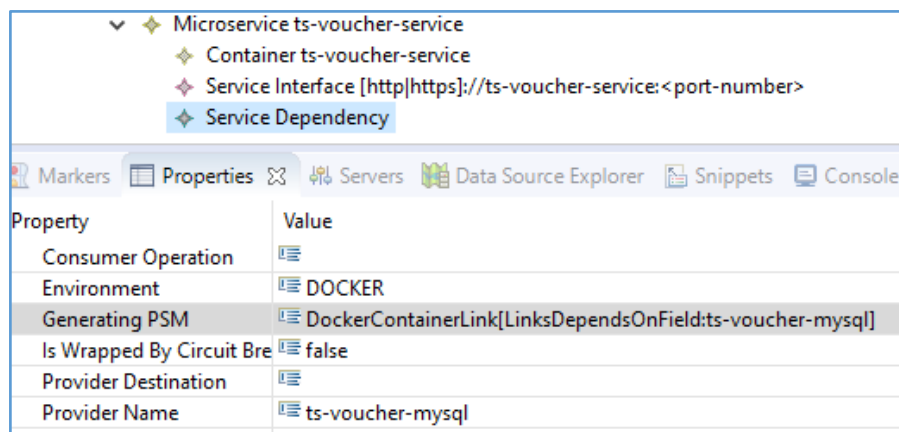 Microservice ts-voucher-service
Container ts-voucher-service
Service Interface [http|https]://ts-voucher-service:<port-number>
Service Dependency
Markers Properties Servers Data Source Explorer Snippets Console
Property Value
Consumer Operation
Environment DOCKER
Generating PSM DockerContainerLink[LinksDependsOnField:ts-voucher-mysql]
Is Wrapped By Circuit Bre false
Provider Destination
Provider Name ts-voucher-mysql